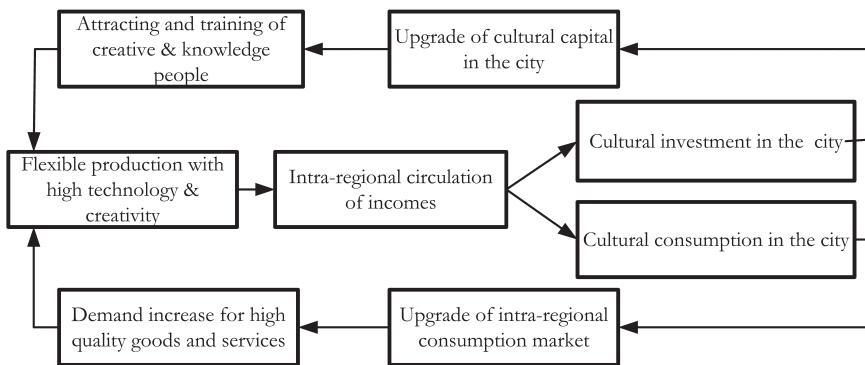 Attracting and training of
creative & knowledge
people
Upgrade of cultural capital
in the city
Cultural investment in the city
Flexible production with
high technology &
creativity
Intra-regional circulation
of incomes
Cultural consumption in the city
Demand increase for high
quality goods and services
Upgrade of intra-regional
consumption market